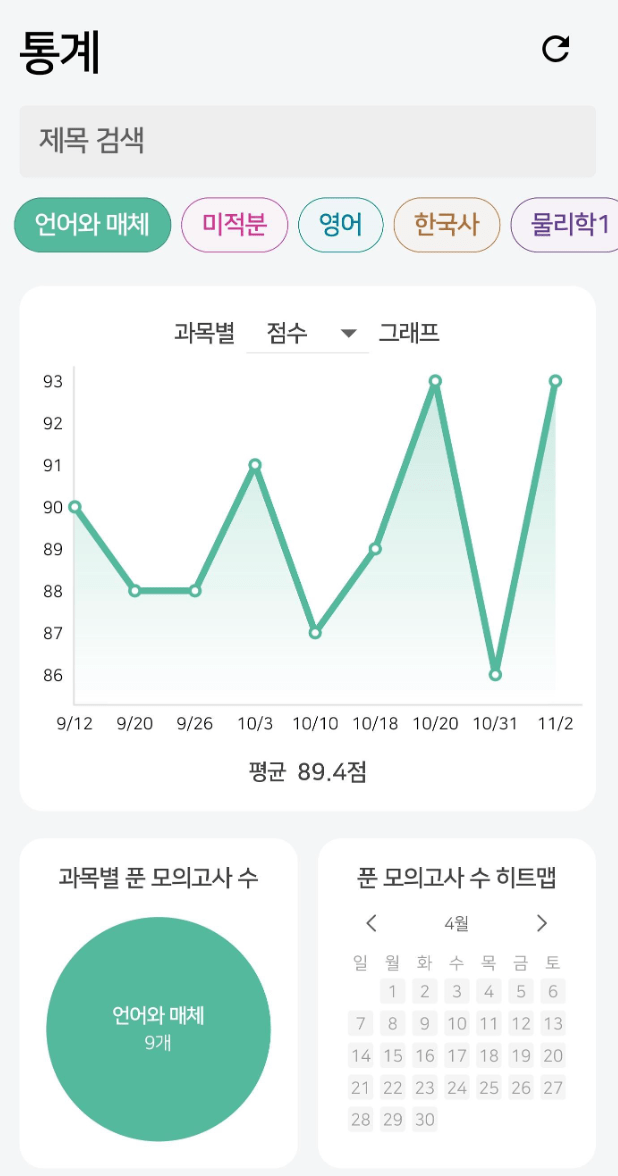 통계
제목 검색
언어와 매체 미적분 영어 한국사 물리학1
과목별 점수 그래프
93
92
91
90
89
88
87
86
9/12 9/20 9/26 10/3 10/10 10/18 10/20 10/31 11/2
평균 89.4점
과목별 푼 모의고사 수
언어와 매체
9개
푼 모의고사 수 히트맵
4월
일 월 화 수 목 금 토
1 2 3 4 5 6
7 8 9 10 11 12 13
14 15 16 17 18 19 20
21 22 23 24 25 26 27
28 29 30